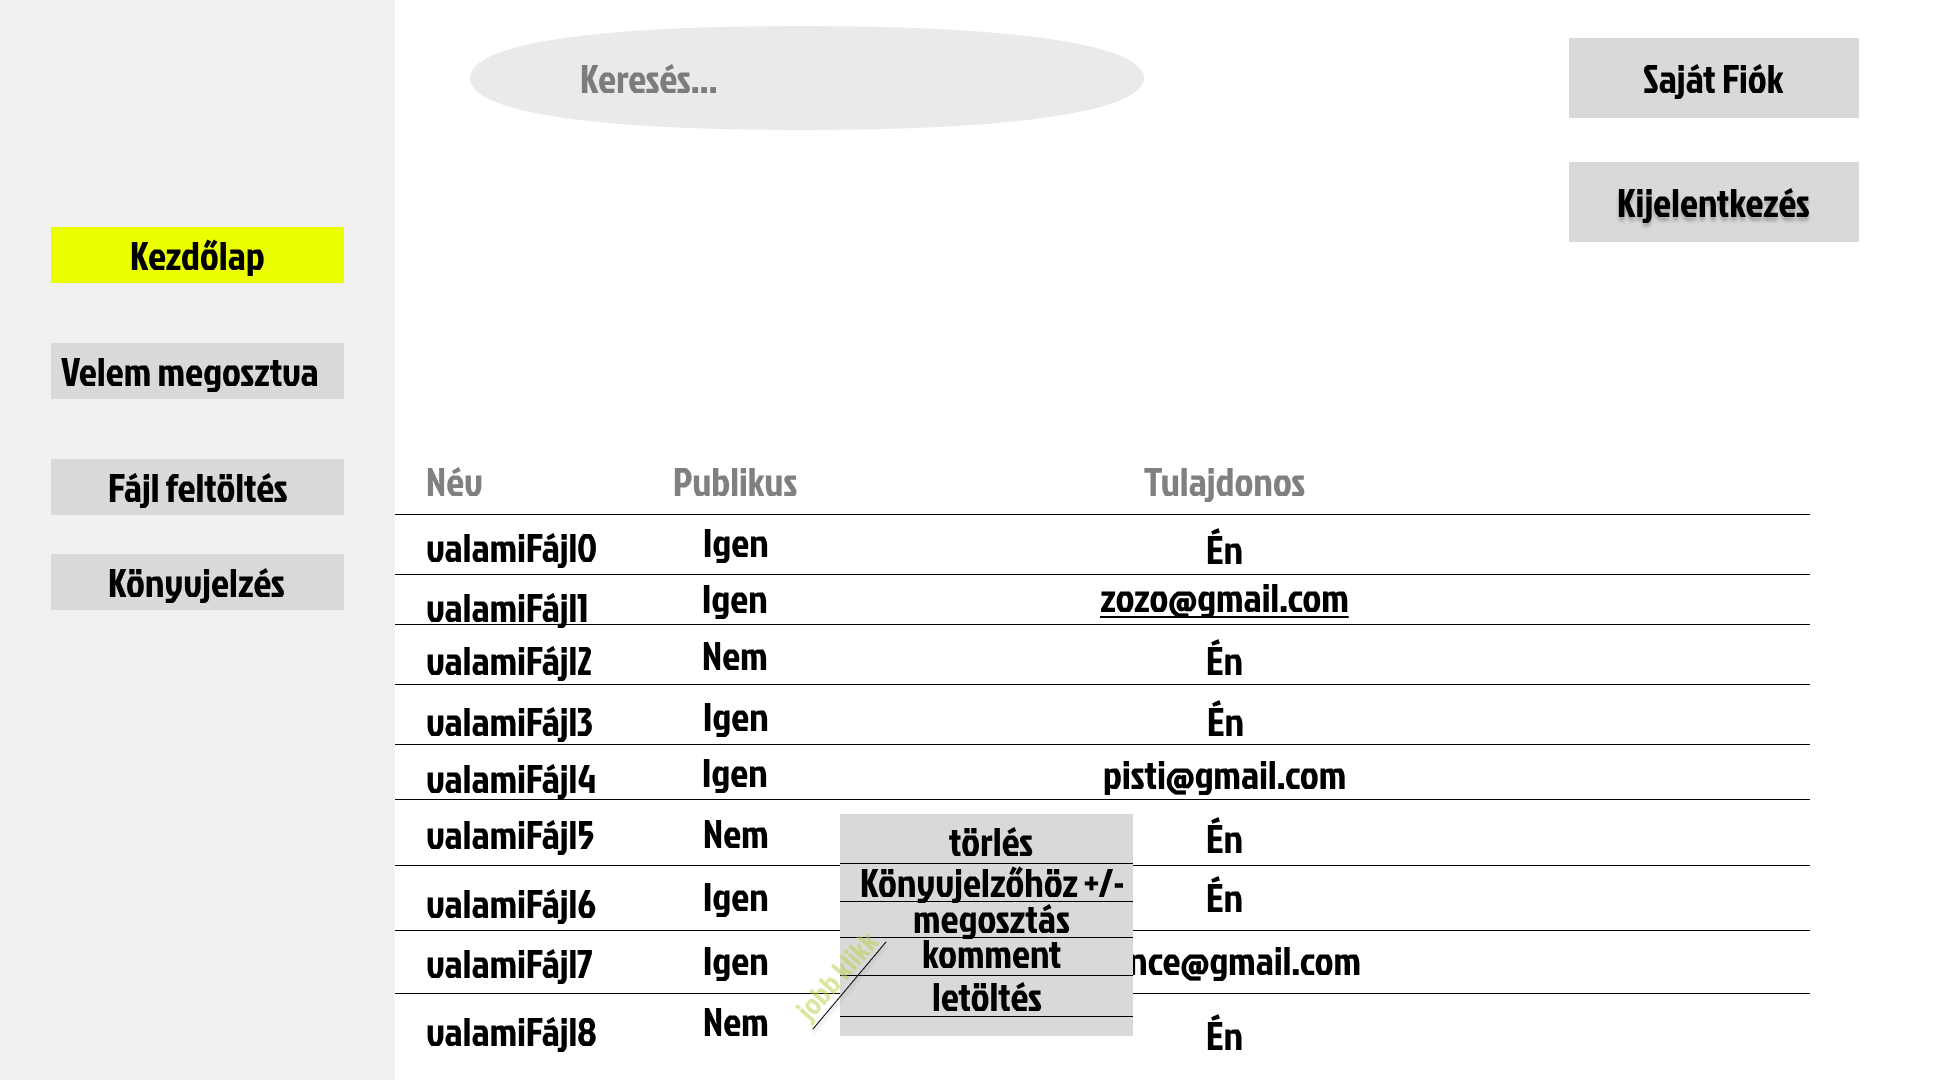 Keresés...
Saját Fiók
Kijelentkezés
Kezdőlap
Velem megosztva
Fájl feltöltés
Könyvjelzés
Név Publikus Tulajdonos
valamiFájl0 Igen Én
valamiFájl1 Igen zozo@gmail.com
valamiFájl2 Nem Én
valamiFájl3 Igen Én
valamiFájl4 Igen pisti@gmail.com
valamiFájl5 Nem Én
valamiFájl6 Igen Én
valamiFájl7 Igen nce@gmail.com
valamiFájl8 Nem Én
törlés
Könyvjelzőhöz +/-
megosztás
komment
letöltés
jobb klikk